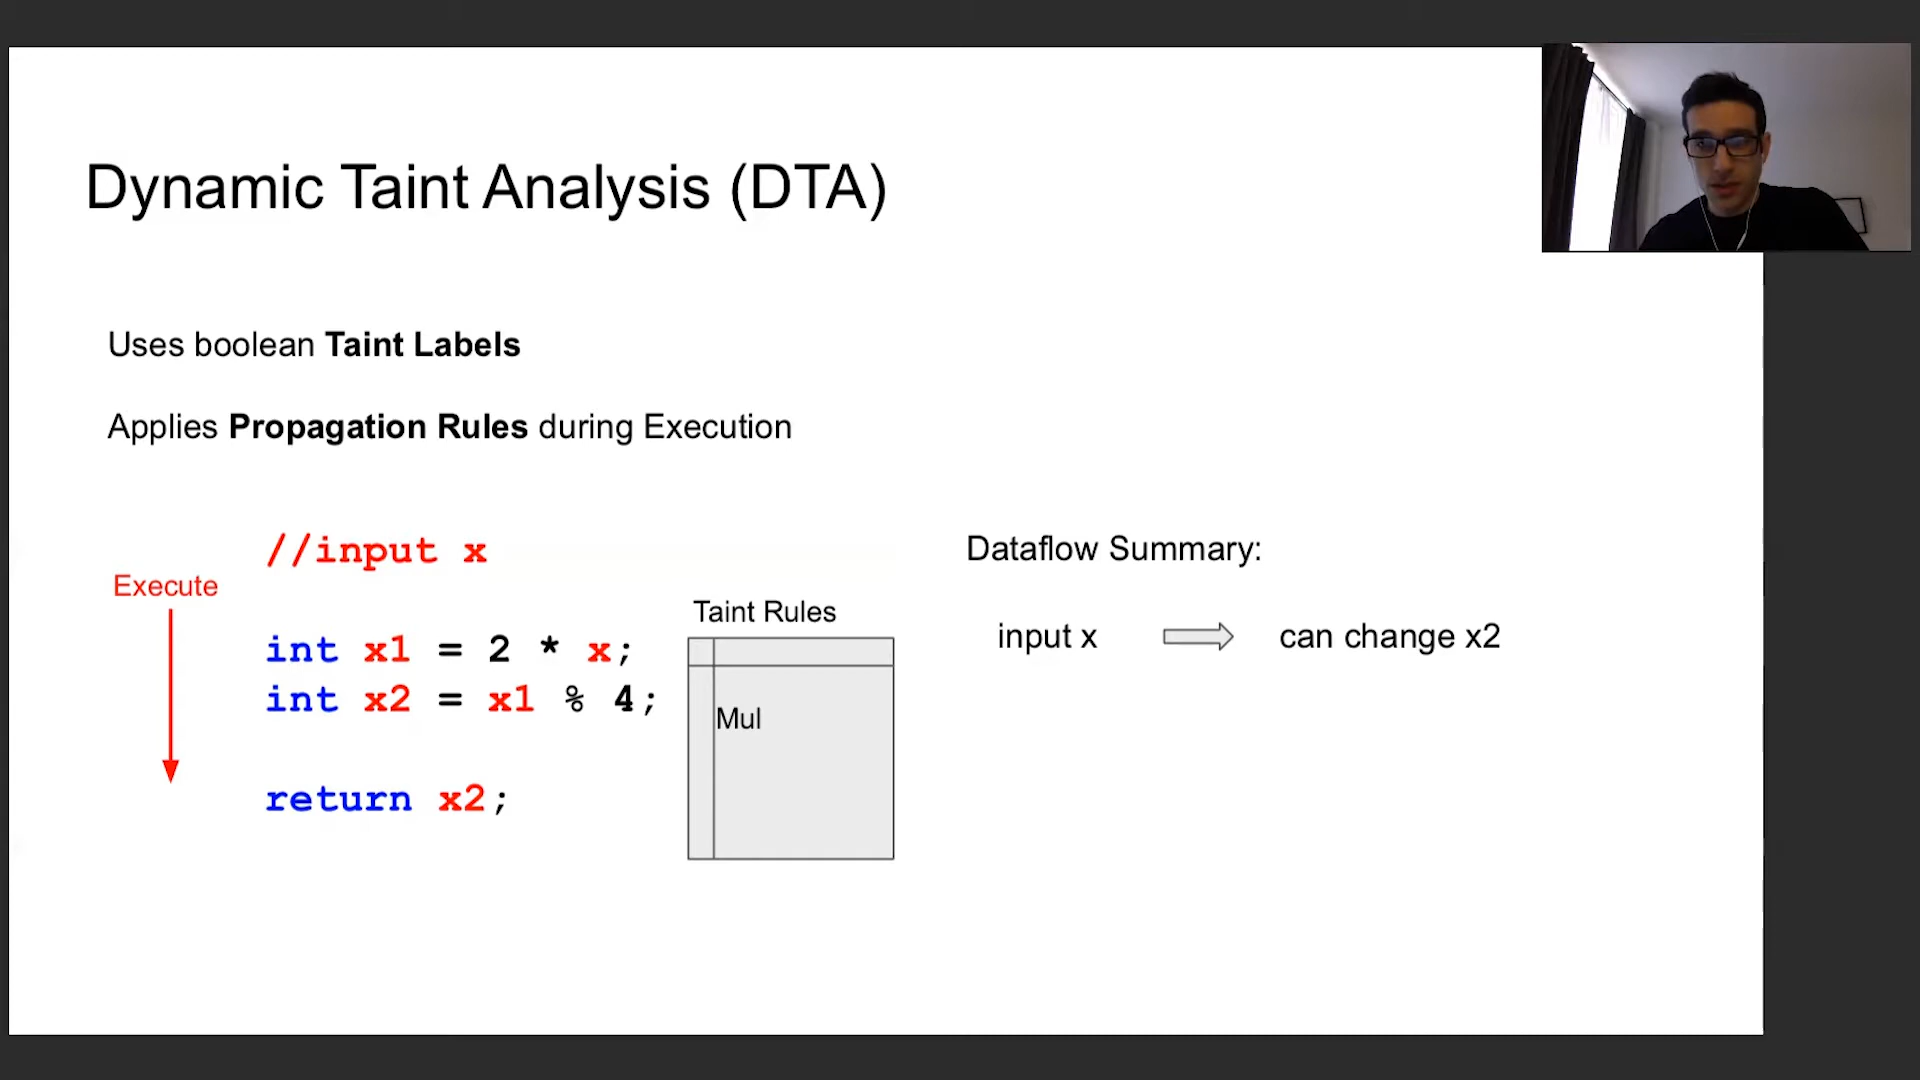 Dynamic Taint Analysis (DTA)
Uses boolean Taint Labels
Applies Propagation Rules during Execution
//input x
Execute
int x1 = 2 * x;
int x2 = x1 % 4;
return x2;
Taint Rules
Mul
Dataflow Summary:
input x
can change x2